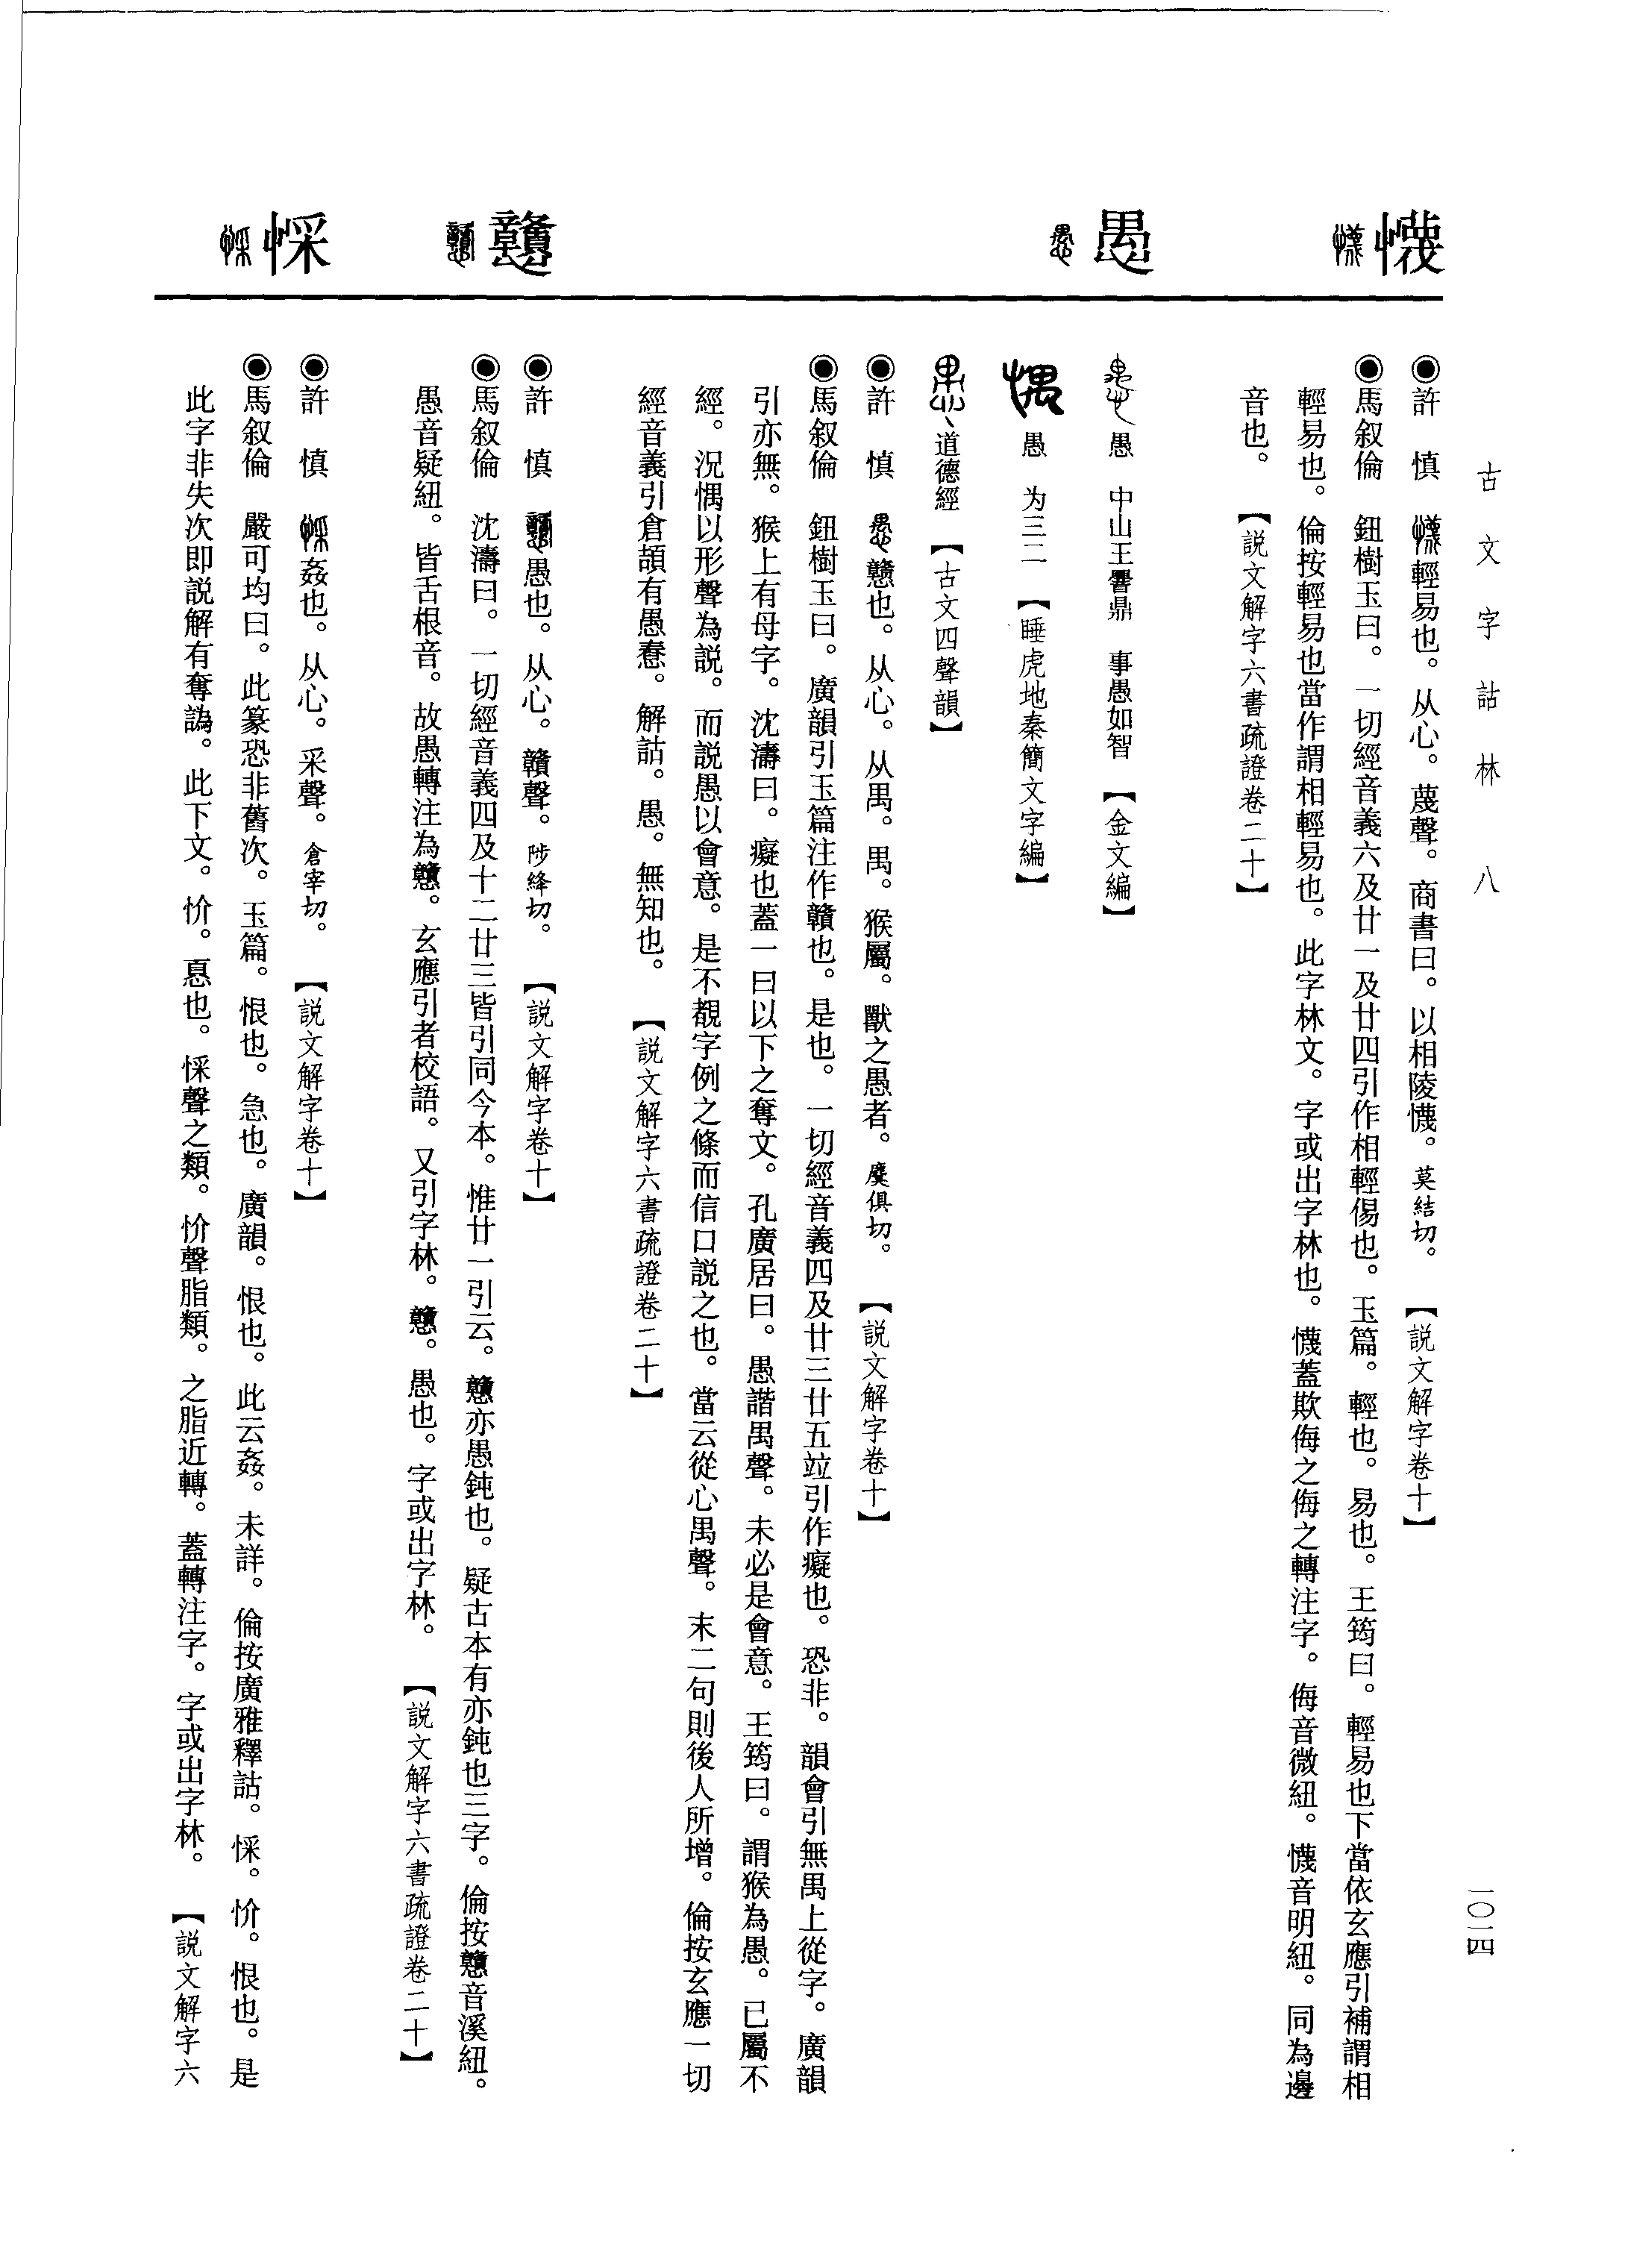 古文字詁林　八
一〇一四
懱
愚
戇
悇
◉許　慎　懱輕易也。从心。蔑聲。商書曰。以相陵懱。莫結切。　【説文解字卷十】
◉馬叙倫　鈕樹玉曰。一切經音義六及廿一及廿四引作相輕傷也。玉篇。輕也。易也。王筠曰。輕易也下當依玄應引補謂相
輕易也。倫按輕易也當作謂相輕易也。此字林文。字或出字林也。懱蓋欺侮之侮之轉注字。侮音微紐。懱音明紐。同為邊
音也。　【説文解字六書疏證卷二十】
愚　中山王譽鼎　事愚如智　【金文編】
愚　为三二　【睡虎地秦簡文字編】
道德經　【古文四聲韻】
◉許　慎　愚戇也。从心。从禺。禺。猴屬。獸之愚者。麌俱切。　【説文解字卷十】
◉馬叙倫　鈕樹玉曰。廣韻引玉篇注作贛也。是也。一切經音義四及廿三廿五竝引作癡也。恐非。韻會引無禺上從字。廣韻
引亦無。猴上有母字。沈濤曰。癡也蓋一曰以下之奪文。孔廣居曰。愚諧禺聲。未必是會意。王筠曰。謂猴為愚。已屬不
經。況惆以形聲為説。而説愚以會意。是不覩字例之條而信口説之也。當云從心禺聲。末二句則後人所增。倫按玄應一切
經音義引倉頡有愚惷。解詁。愚。無知也。　【説文解字六書疏證卷二十】
◉許　慎　戇愚也。从心。贛聲。陟絳切。　【説文解字卷十】
◉馬叙倫　沈濤曰。一切經音義四及十二廿三皆引同今本。惟廿一引云。戇亦愚鈍也。疑古本有亦鈍也三字。倫按戇音溪紐。
愚音疑紐。皆舌根音。故愚轉注為戇。玄應引者校語。又引字林。戇。愚也。字或出字林。　【説文解字六書疏證卷二十】
◉許　慎　㥒姦也。从心。采聲。倉宰切。　【説文解字卷十】
◉馬叙倫　嚴可均曰。此篆恐非舊次。玉篇。恨也。急也。廣韻。恨也。此云姦。未詳。倫按廣雅釋詁。㥒。忦。恨也。是
此字非失次即説解有奪譌。此下文。忦。㥛也。㥒聲之類。忦聲脂類。之脂近轉。蓋轉注字。字或出字林。　【説文解字六